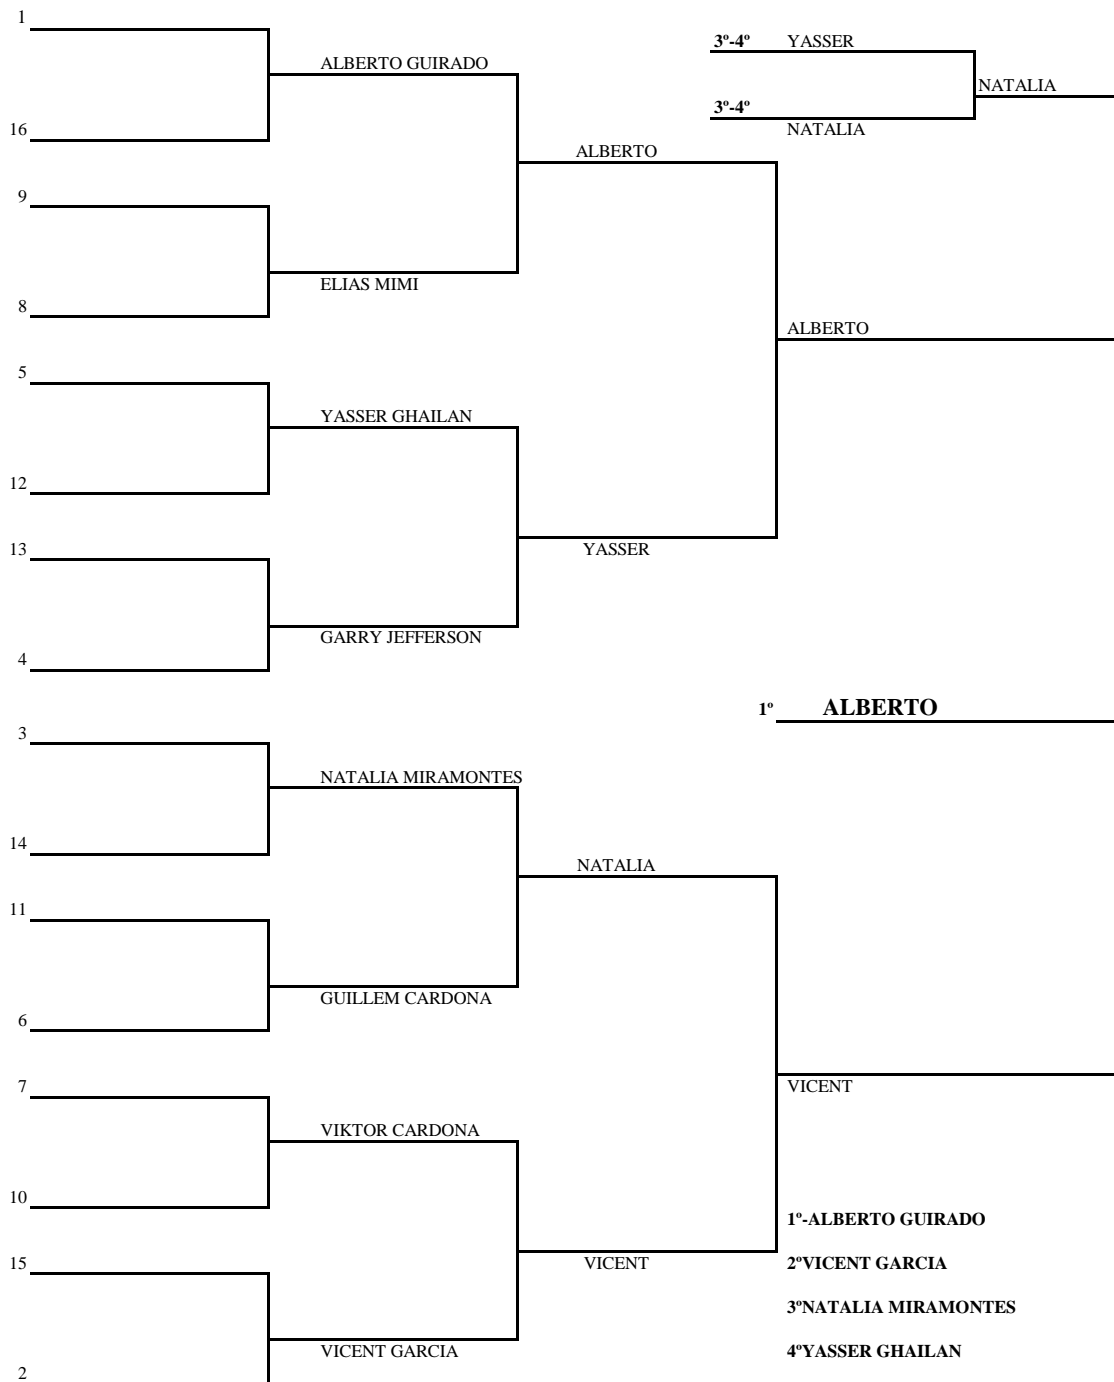 1
3º-4º YASSER
ALBERTO GUIRADO
NATALIA
3º-4º
16
NATALIA
ALBERTO
9
ELIAS MIMI
8
ALBERTO
5
YASSER GHAILAN
12
13
YASSER
GARRY JEFFERSON
4
1º ALBERTO
3
NATALIA MIRAMONTES
14
NATALIA
11
GUILLEM CARDONA
6
7
VICENT
VIKTOR CARDONA
10
1º-ALBERTO GUIRADO
15
VICENT
2ºVICENT GARCIA
3ºNATALIA MIRAMONTES
VICENT GARCIA
4ºYASSER GHAILAN
2